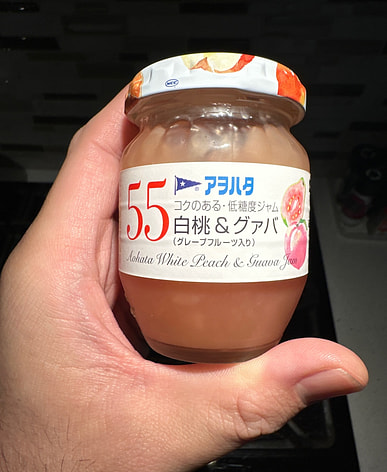 アヲハタ
55
コクのある・低糖度ジャム
白桃&グァバ
(グレープフルーツ入り)
Aohata White Peach & Guava Jam